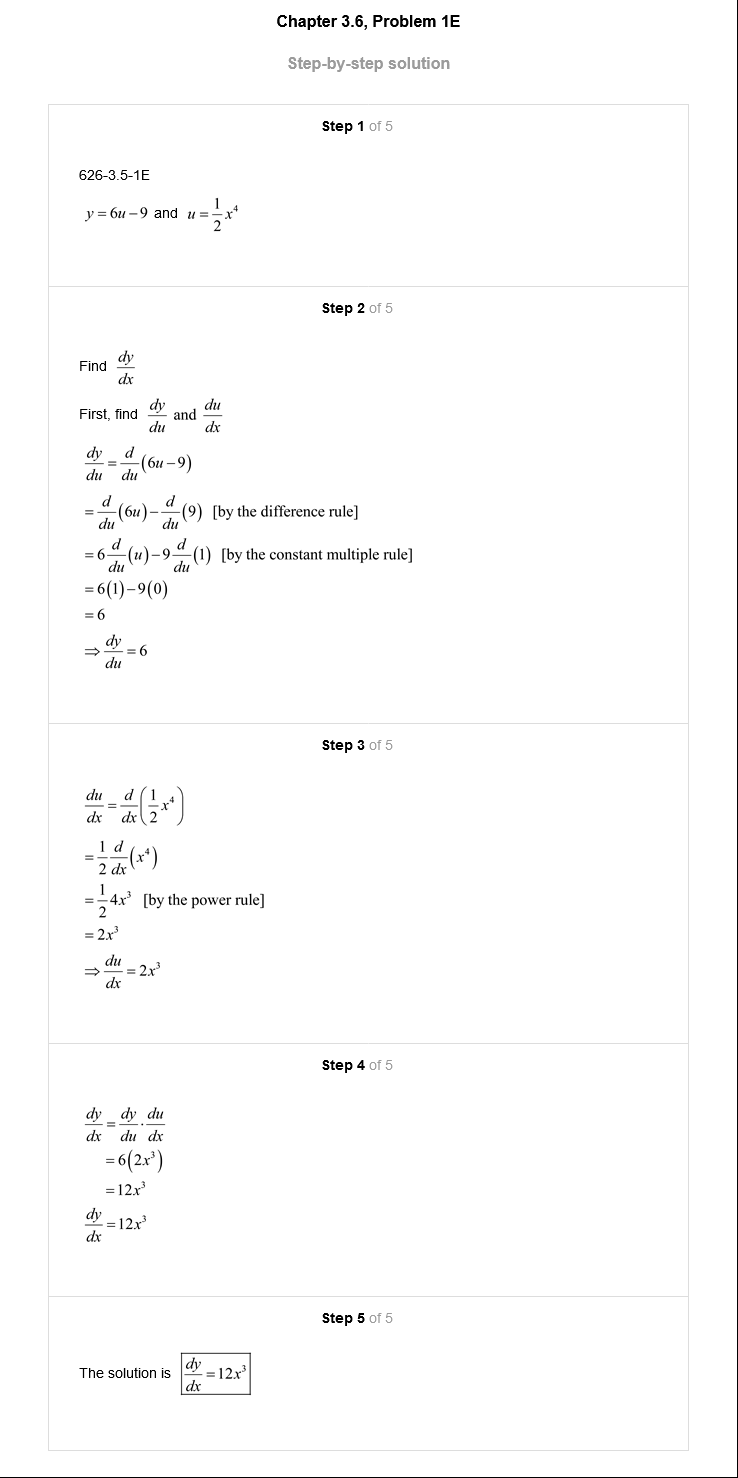 Chapter 3.6, Problem 1E
Step-by-step solution
Step 1 of 5
626-3.5-1E
y = 6u − 9 and u = \frac{1}{2}x^4
Step 2 of 5
Find \frac{dy}{dx}
First, find \frac{dy}{du} and \frac{du}{dx}
\frac{dy}{du} = \frac{d}{du}(6u − 9)
= \frac{d}{du}(6u) − \frac{d}{du}(9) [by the difference rule]
= 6\frac{d}{du}(u) − 9\frac{d}{du}(1) [by the constant multiple rule]
= 6(1) − 9(0)
= 6
⇒ \frac{dy}{du} = 6
Step 3 of 5
\frac{du}{dx} = \frac{d}{dx}(\frac{1}{2}x^4)
= \frac{1}{2}\frac{d}{dx}(x^4)
= \frac{1}{2}4x^3 [by the power rule]
= 2x^3
⇒ \frac{du}{dx} = 2x^3
Step 4 of 5
\frac{dy}{dx} = \frac{dy}{du} · \frac{du}{dx}
= 6(2x^3)
= 12x^3
\frac{dy}{dx} = 12x^3
Step 5 of 5
The solution is \frac{dy}{dx} = 12x^3